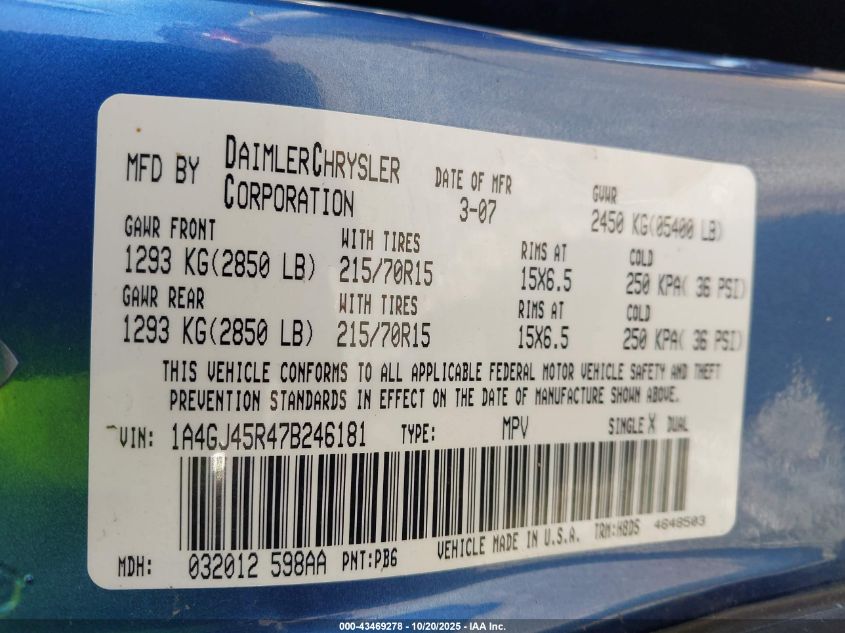 MFD BY DAIMLERCHRYSLER CORPORATION DATE OF MFR 3-07 GVWR 2450 KG(05400 LB)
GAWR FRONT WITH TIRES RIMS AT COLD
1293 KG(2850 LB) 215/70R15 15X6.5 250 KPA( 36 PSI)
GAWR REAR WITH TIRES RIMS AT COLD
1293 KG(2850 LB) 215/70R15 15X6.5 250 KPA( 36 PSI)
THIS VEHICLE CONFORMS TO ALL APPLICABLE FEDERAL MOTOR VEHICLE SAFETY AND THEFT
PREVENTION STANDARDS IN EFFECT ON THE DATE OF MANUFACTURE SHOWN ABOVE.
VIN: 1A4GJ45R47B246181 TYPE: MPV SINGLE X DUAL
MDH: 032012 598AA PNT:PB6 VEHICLE MADE IN U.S.A. TRM:H8D5 4648503
000-43469278 - 10/20/2025 - IAA Inc.